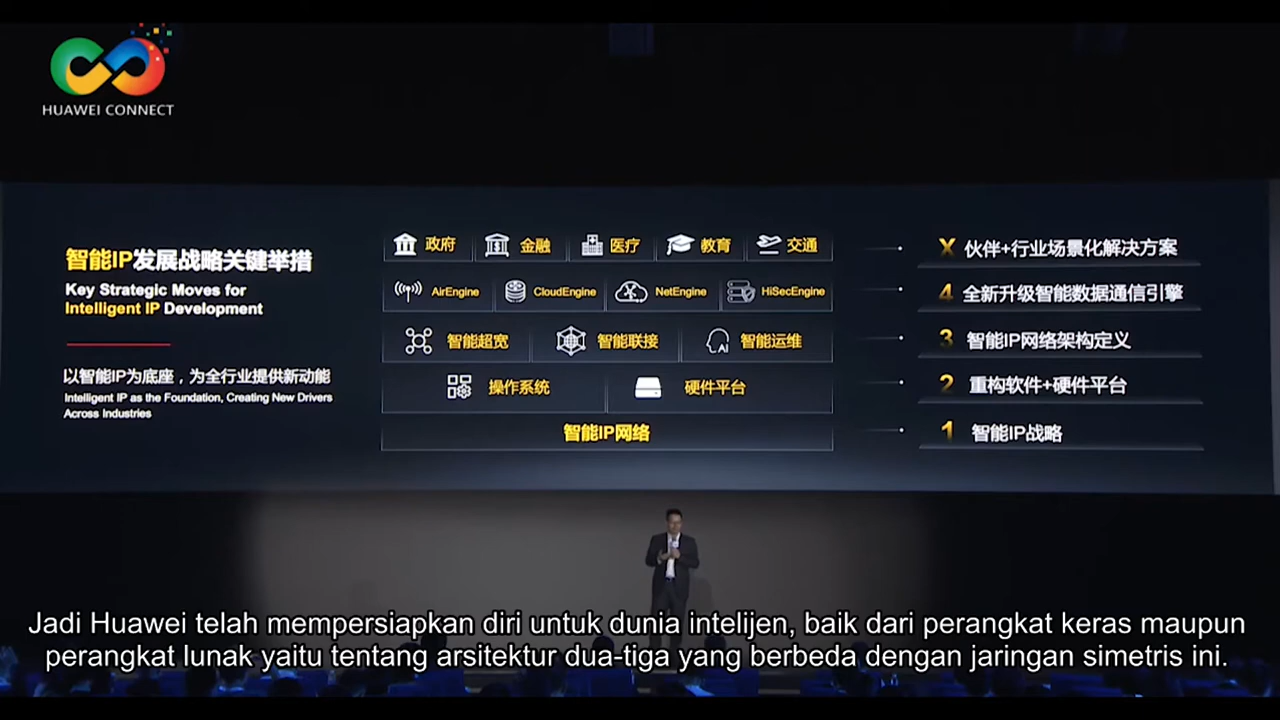 HUAWEI CONNECT
智能IP发展战略关键举措
Key Strategic Moves for
Intelligent IP Development
以智能IP为底座，为全行业提供新动能
Intelligent IP as the Foundation, Creating New Drivers
Across Industries
政府 金融 医疗 教育 交通
AirEngine CloudEngine NetEngine HiSecEngine
智能超宽 智能联接 AI 智能运维
操作系统 硬件平台
智能IP网络
X 伙伴+行业场景化解决方案
4 全新升级智能数据通信引擎
3 智能IP网络架构定义
2 重构软件+硬件平台
1 智能IP战略
Jadi Huawei telah mempersiapkan diri untuk dunia intelijen, baik dari perangkat keras maupun
perangkat lunak yaitu tentang arsitektur dua-tiga yang berbeda dengan jaringan simetris ini.